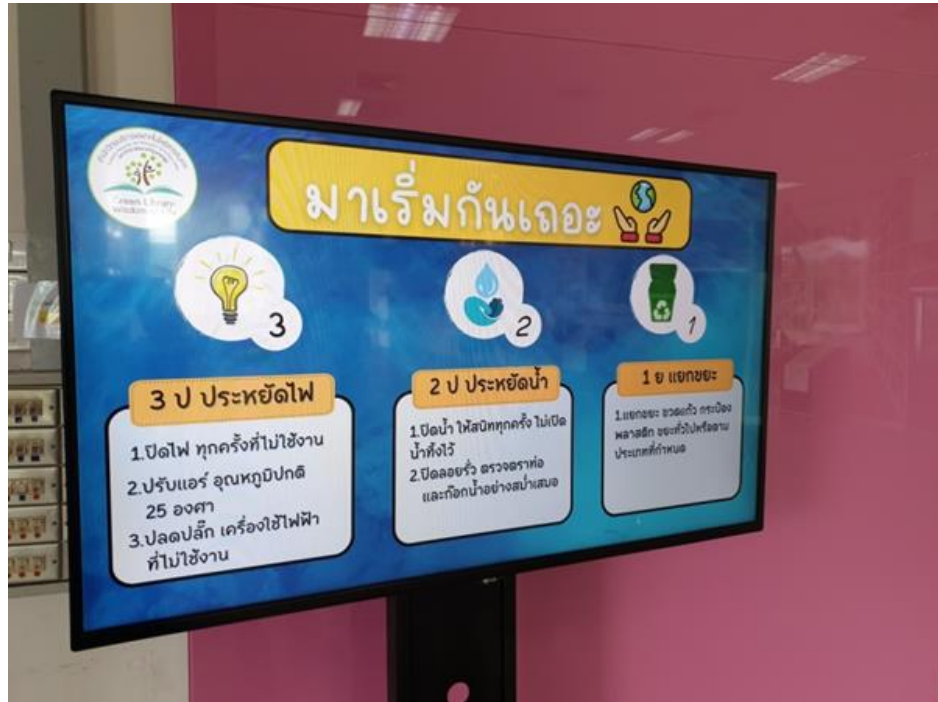 Green Library
มาเริ่มกันเถอะ
3
3 ป ประหยัดไฟ
1.ปิดไฟ ทุกครั้งที่ไม่ใช้งาน
2.ปรับแอร์ อุณหภูมิปกติ
25 องศา
3.ปลดปลั๊ก เครื่องใช้ไฟฟ้า
ที่ไม่ใช้งาน
2
2 ป ประหยัดน้ำ
1.ปิดน้ำ ให้สนิททุกครั้ง ไม่เปิด
น้ำทิ้งไว้
2.ปิดลอยรั่ว ตรวจตราท่อ
และก๊อกน้ำอย่างสม่ำเสมอ
1
1 ย แยกขยะ
1.แยกขยะ ขวดแก้ว กระป๋อง
พลาสติก ขยะทั่วไปหรือตาม
ประเภทที่กำหนด